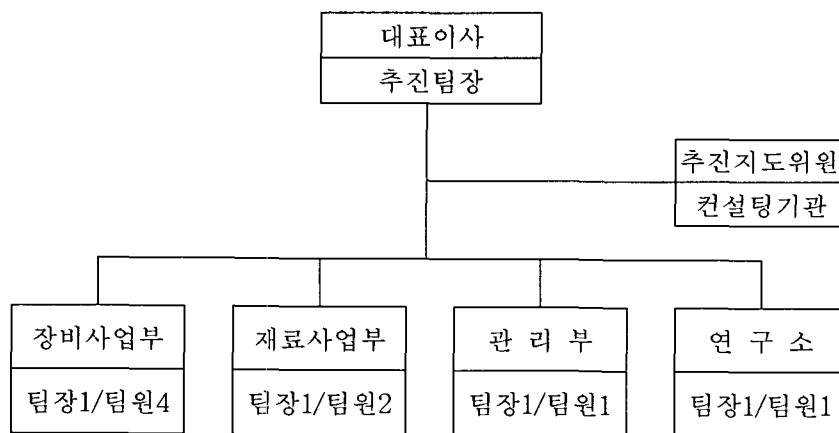 대표이사
추진팀장
추진지도위원
컨설팅기관
장비사업부
팀장1/팀원4
재료사업부
팀장1/팀원2
관 리 부
팀장1/팀원1
연 구 소
팀장1/팀원1